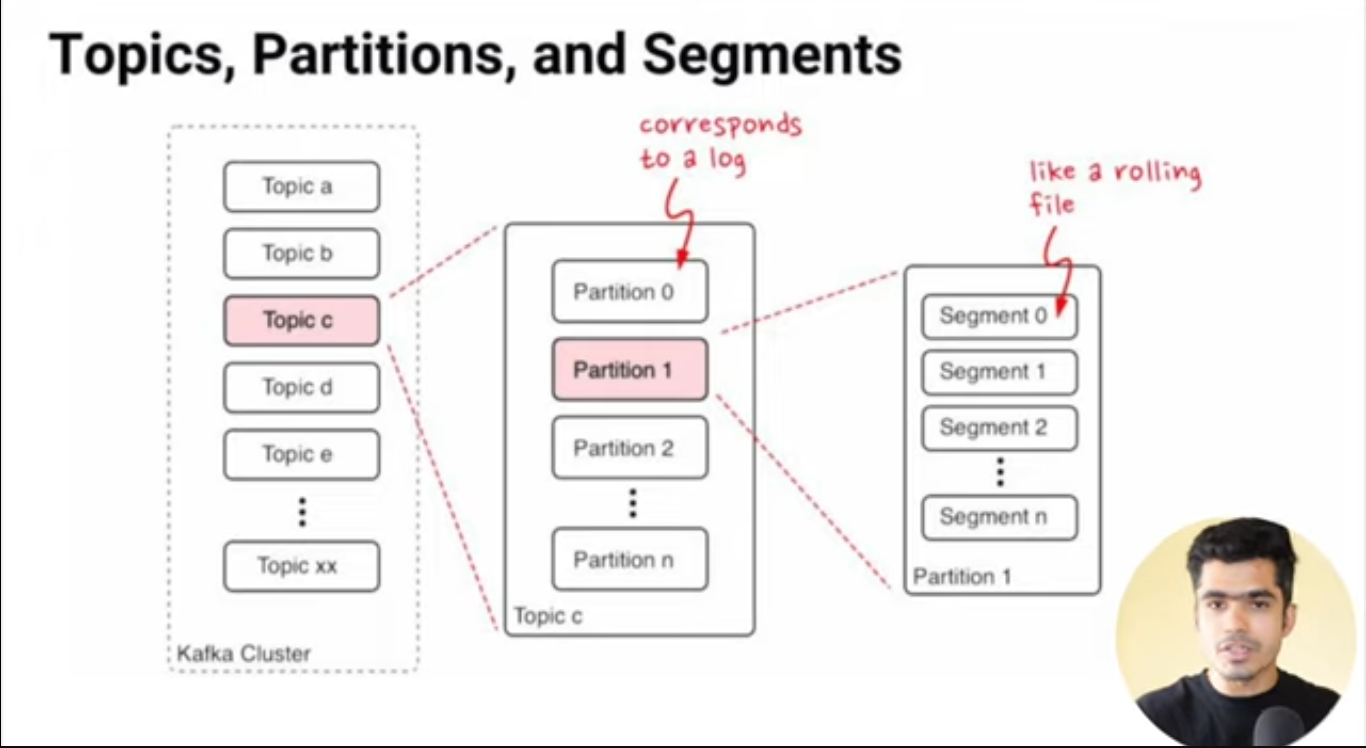 Topics, Partitions, and Segments
corresponds
to a log
like a rolling
file
Topic a
Topic b
Topic c
Topic d
Topic e
Topic xx
Kafka Cluster
Partition 0
Partition 1
Partition 2
Partition n
Topic c
Segment 0
Segment 1
Segment 2
Segment n
Partition 1